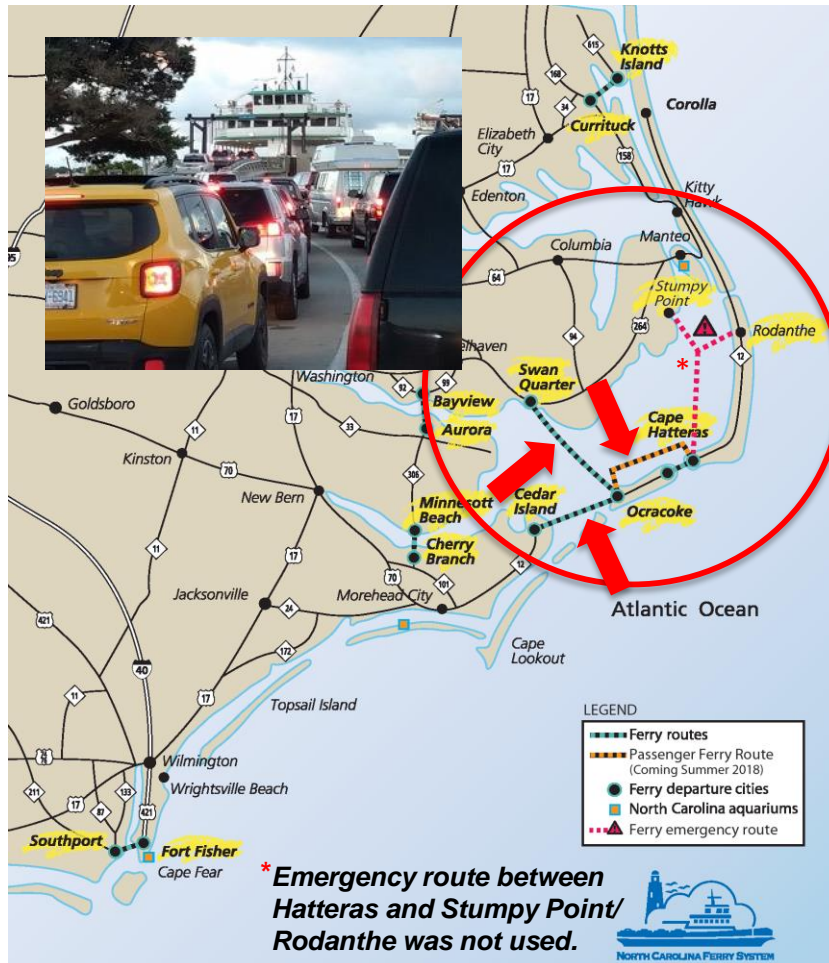 615
Knotts
Island
168
17
34
Currituck
Corolla
Elizabeth
City
17
158
Edenton
Kitty
Hawk
95
Columbia
Manteo
64
Stumpy
Point
94
264
Rodanthe
12
*
elhaven
Washington
92
99
Swan
Quarter
Bayview
Goldsboro
17
33
Aurora
Cape
Hatteras
11
Kinston
70
306
New Bern
Minnesott
Beach
Cedar
Island
Ocracoke
Cherry
Branch
11
17
70
101
12
Jacksonville
24
Morehead City
Atlantic Ocean
421
172
Cape
Lookout
40
11
17
Topsail Island
LEGEND
Ferry routes
Passenger Ferry Route
(Coming Summer 2018)
Ferry departure cities
North Carolina aquariums
Ferry emergency route
Wilmington
Wrightsville Beach
211
17
87
133
421
Southport
Fort Fisher
Cape Fear
*Emergency route between
Hatteras and Stumpy Point/
Rodanthe was not used.
NORTH CAROLINA FERRY SYSTEM